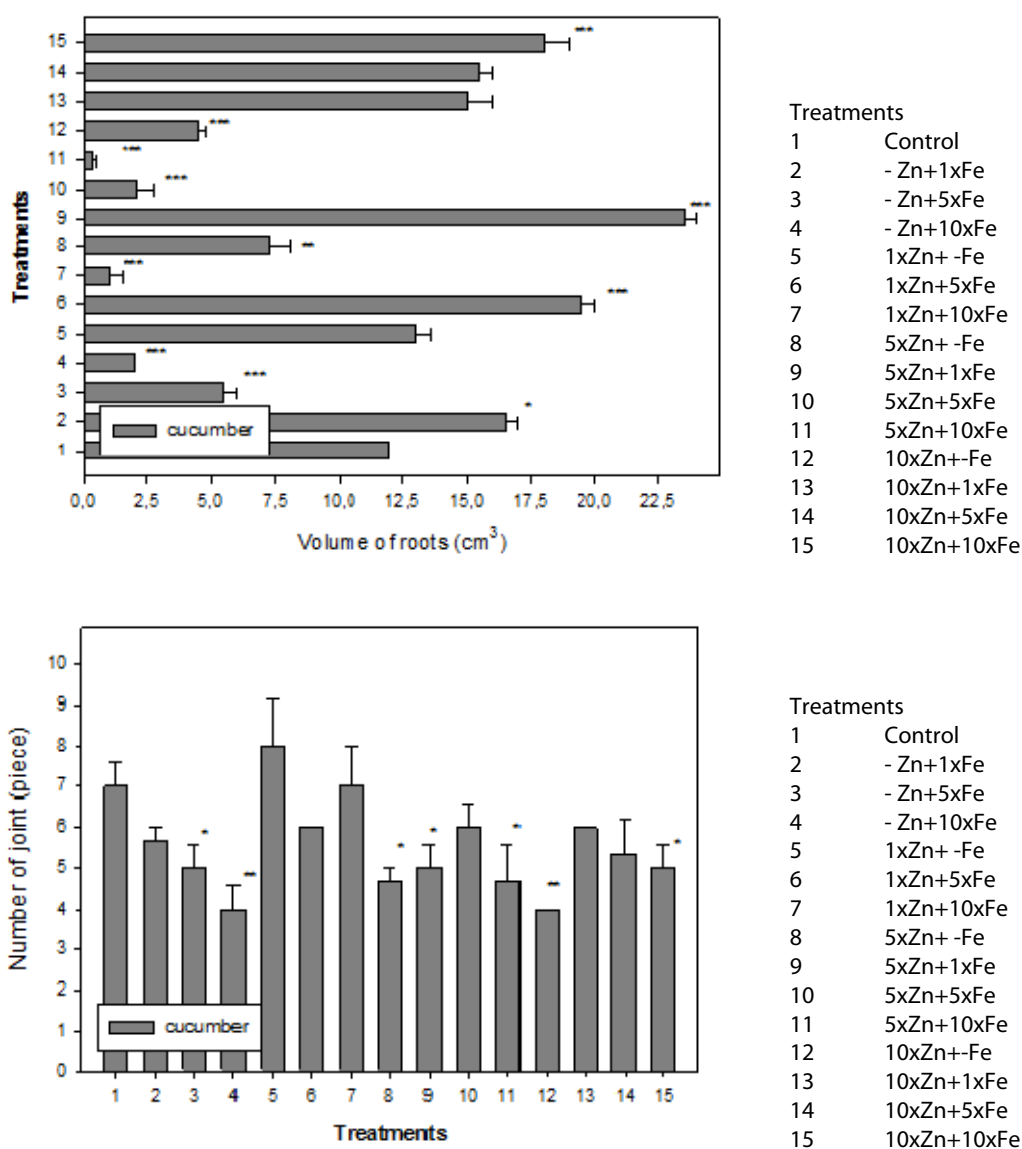 15
14
13
12
11
10
9
8
7
6
5
4
3
2
1
Treatments
***
***
***
***
***
**
***
***
***
***
*
cucumber
0,0 2,5 5,0 7,5 10,0 12,5 15,0 17,5 20,0 22,5
Volume of roots (cm³)
Treatments
1 Control
2 - Zn+1xFe
3 - Zn+5xFe
4 - Zn+10xFe
5 1xZn+ -Fe
6 1xZn+5xFe
7 1xZn+10xFe
8 5xZn+ -Fe
9 5xZn+1xFe
10 5xZn+5xFe
11 5xZn+10xFe
12 10xZn+-Fe
13 10xZn+1xFe
14 10xZn+5xFe
15 10xZn+10xFe
Number of joint (piece)
10
9
8
7
6
5
4
3
2
1
0
* ** * * * ** *
cucumber
1 2 3 4 5 6 7 8 9 10 11 12 13 14 15
Treatments
Treatments
1 Control
2 - Zn+1xFe
3 - Zn+5xFe
4 - Zn+10xFe
5 1xZn+ -Fe
6 1xZn+5xFe
7 1xZn+10xFe
8 5xZn+ -Fe
9 5xZn+1xFe
10 5xZn+5xFe
11 5xZn+10xFe
12 10xZn+-Fe
13 10xZn+1xFe
14 10xZn+5xFe
15 10xZn+10xFe